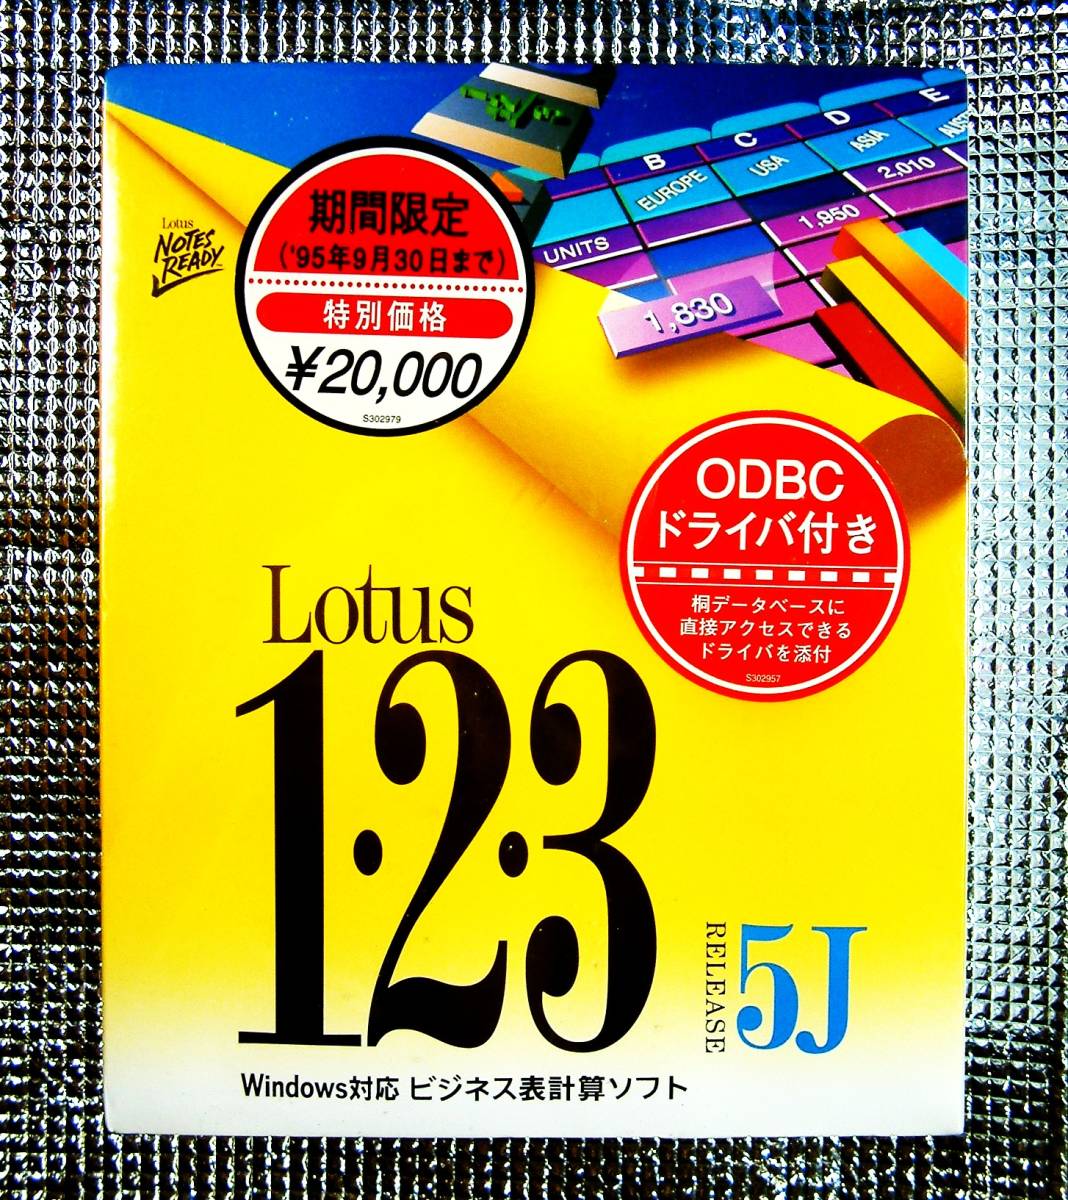 Lotus
NOTES
READY
期間限定
('95年9月30日まで)
特別価格
¥20,000
S302979
B C D E
EUROPE USA ASIA
UNITS
1,830 1,950 2,010
ODBC
ドライバ付き
桐データベースに
直接アクセスできる
ドライバを添付
S302957
Lotus
1・2・3
RELEASE 5J
Windows対応 ビジネス表計算ソフト